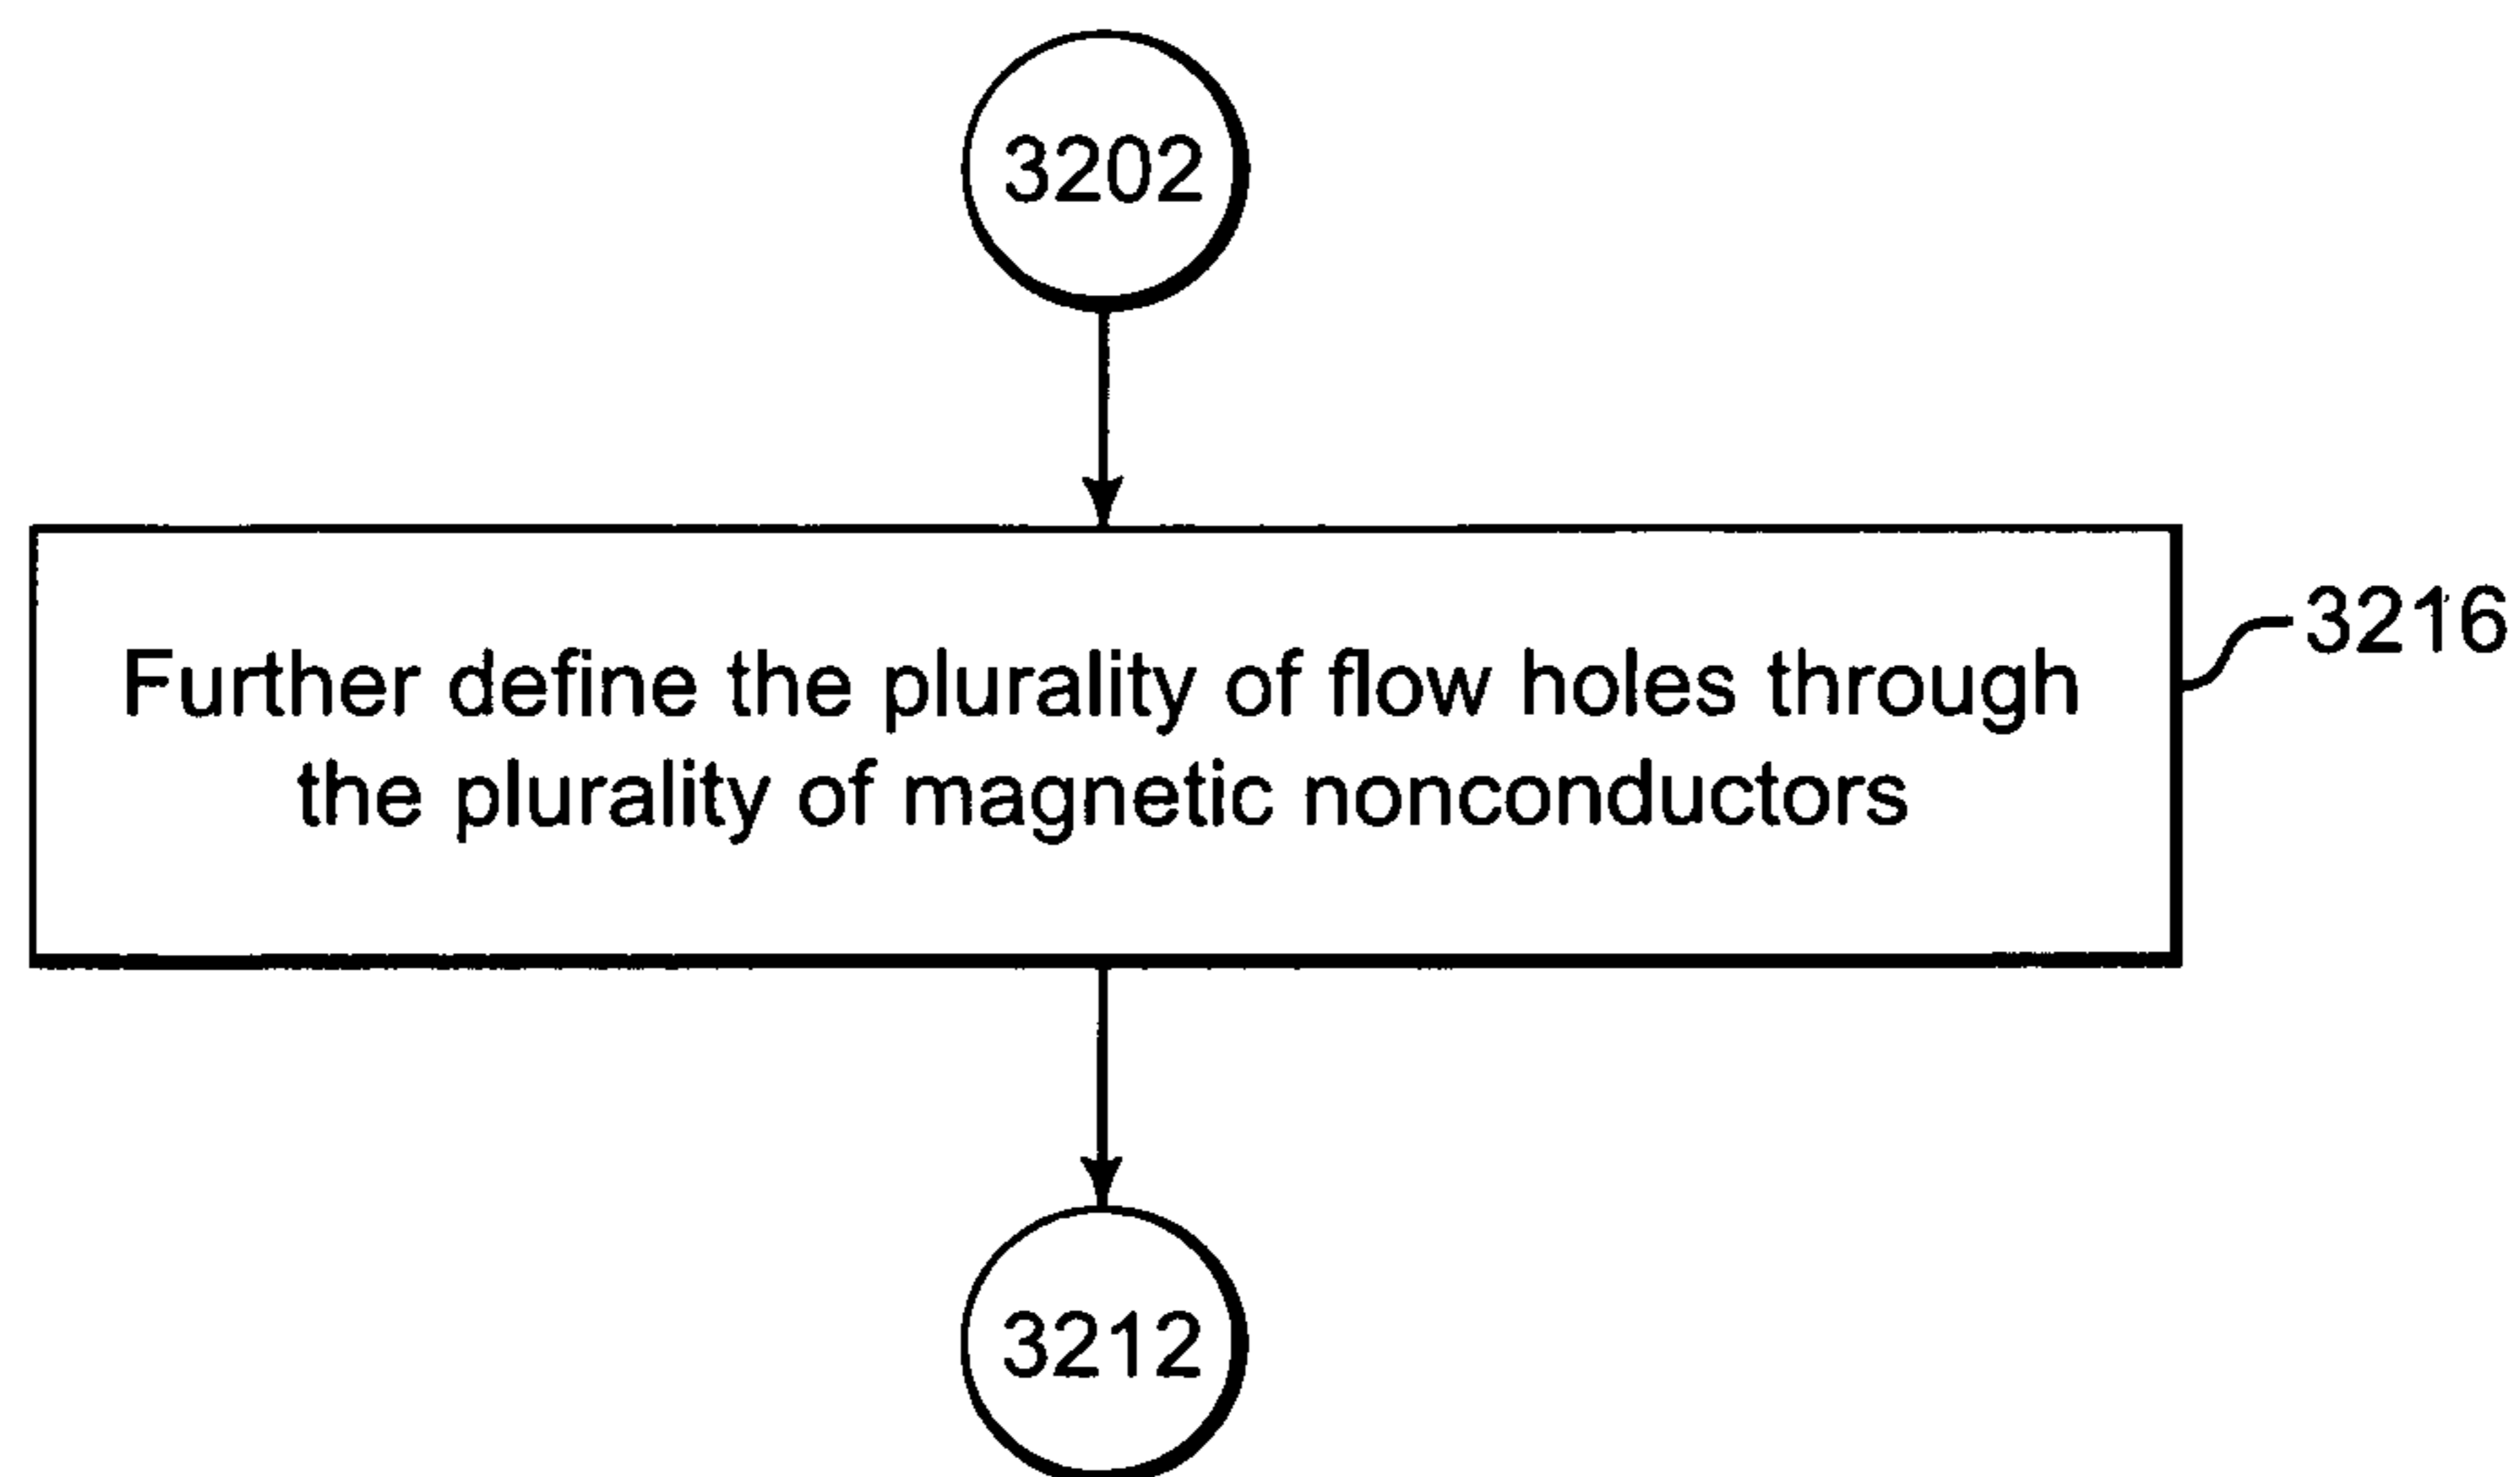 3202
3216
Further define the plurality of flow holes through
the plurality of magnetic nonconductors
3212